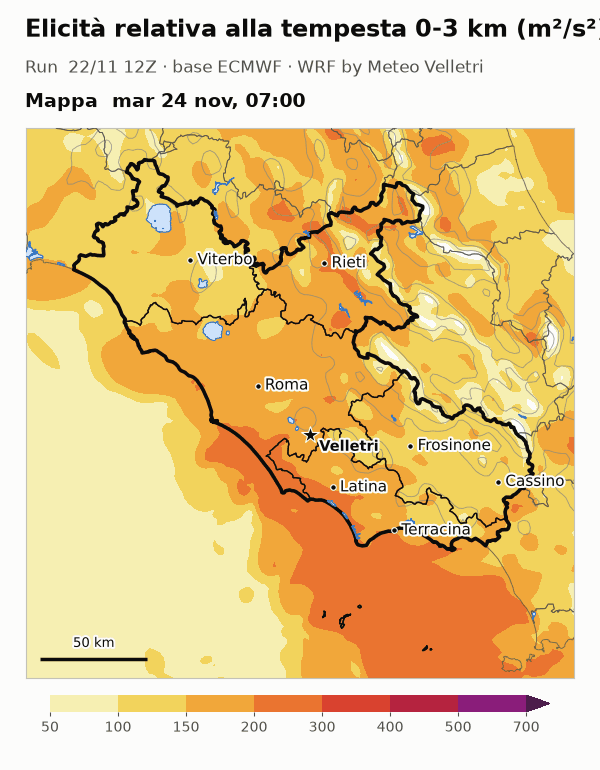 Elicità relativa alla tempesta 0-3 km (m²/s²)
Run 22/11 12Z · base ECMWF · WRF by Meteo Velletri
Mappa mar 24 nov, 07:00
Viterbo
Rieti
Roma
Velletri
Frosinone
Cassino
Latina
Terracina
50 km
50 100 150 200 300 400 500 700